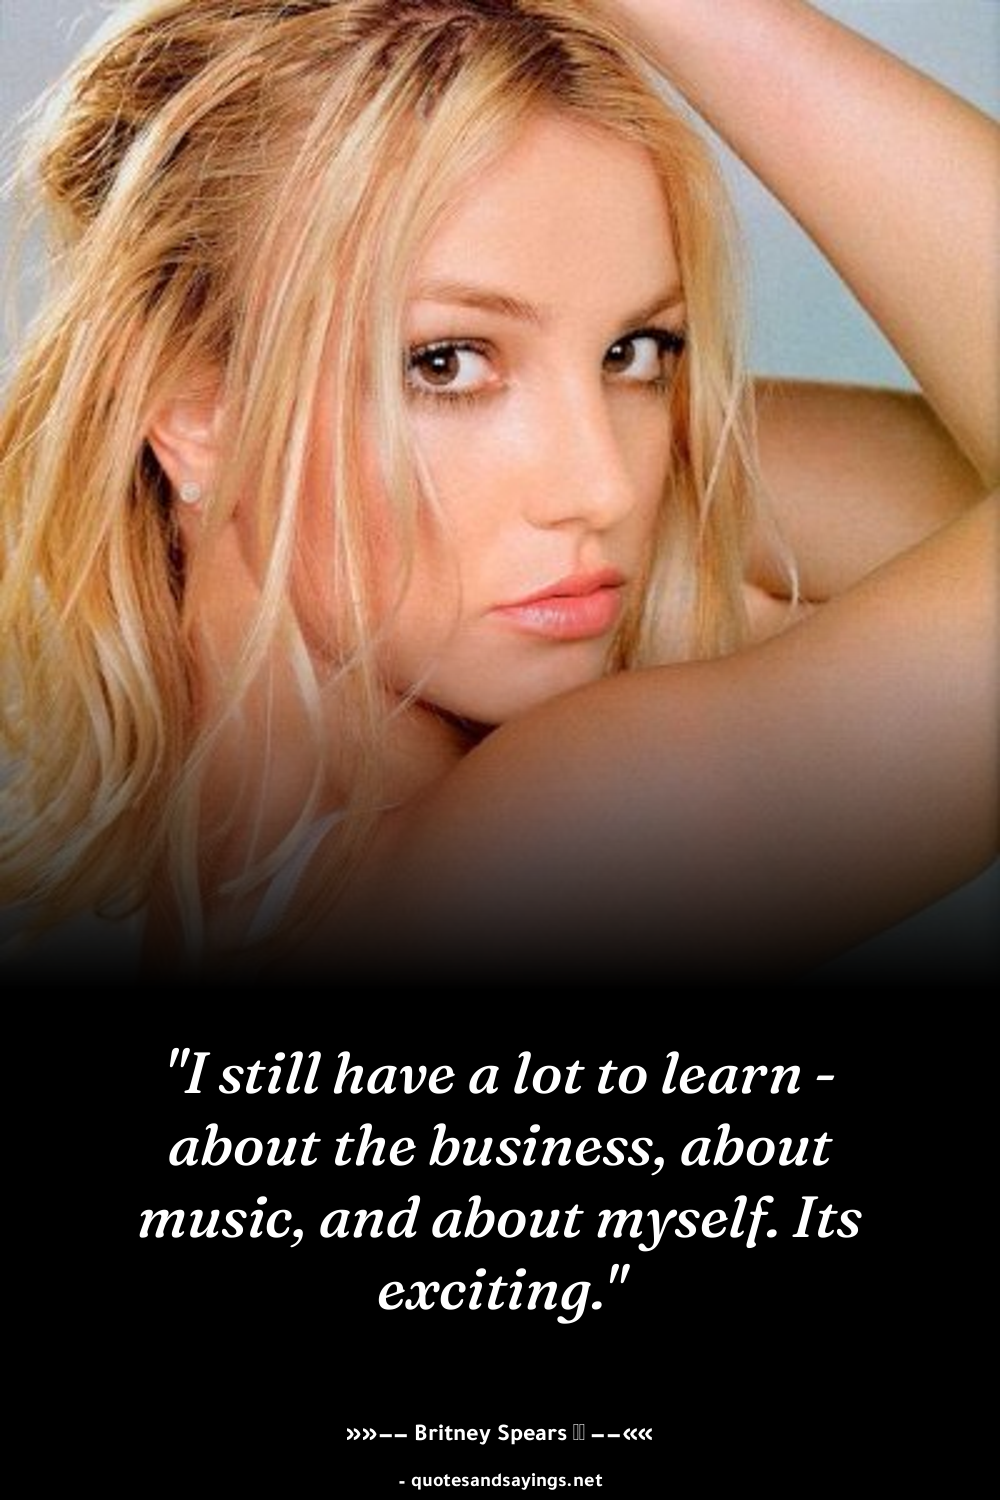 "I still have a lot to learn -
about the business, about
music, and about myself. Its
exciting."
»»−− Britney Spears −−««
- quotesandsayings.net